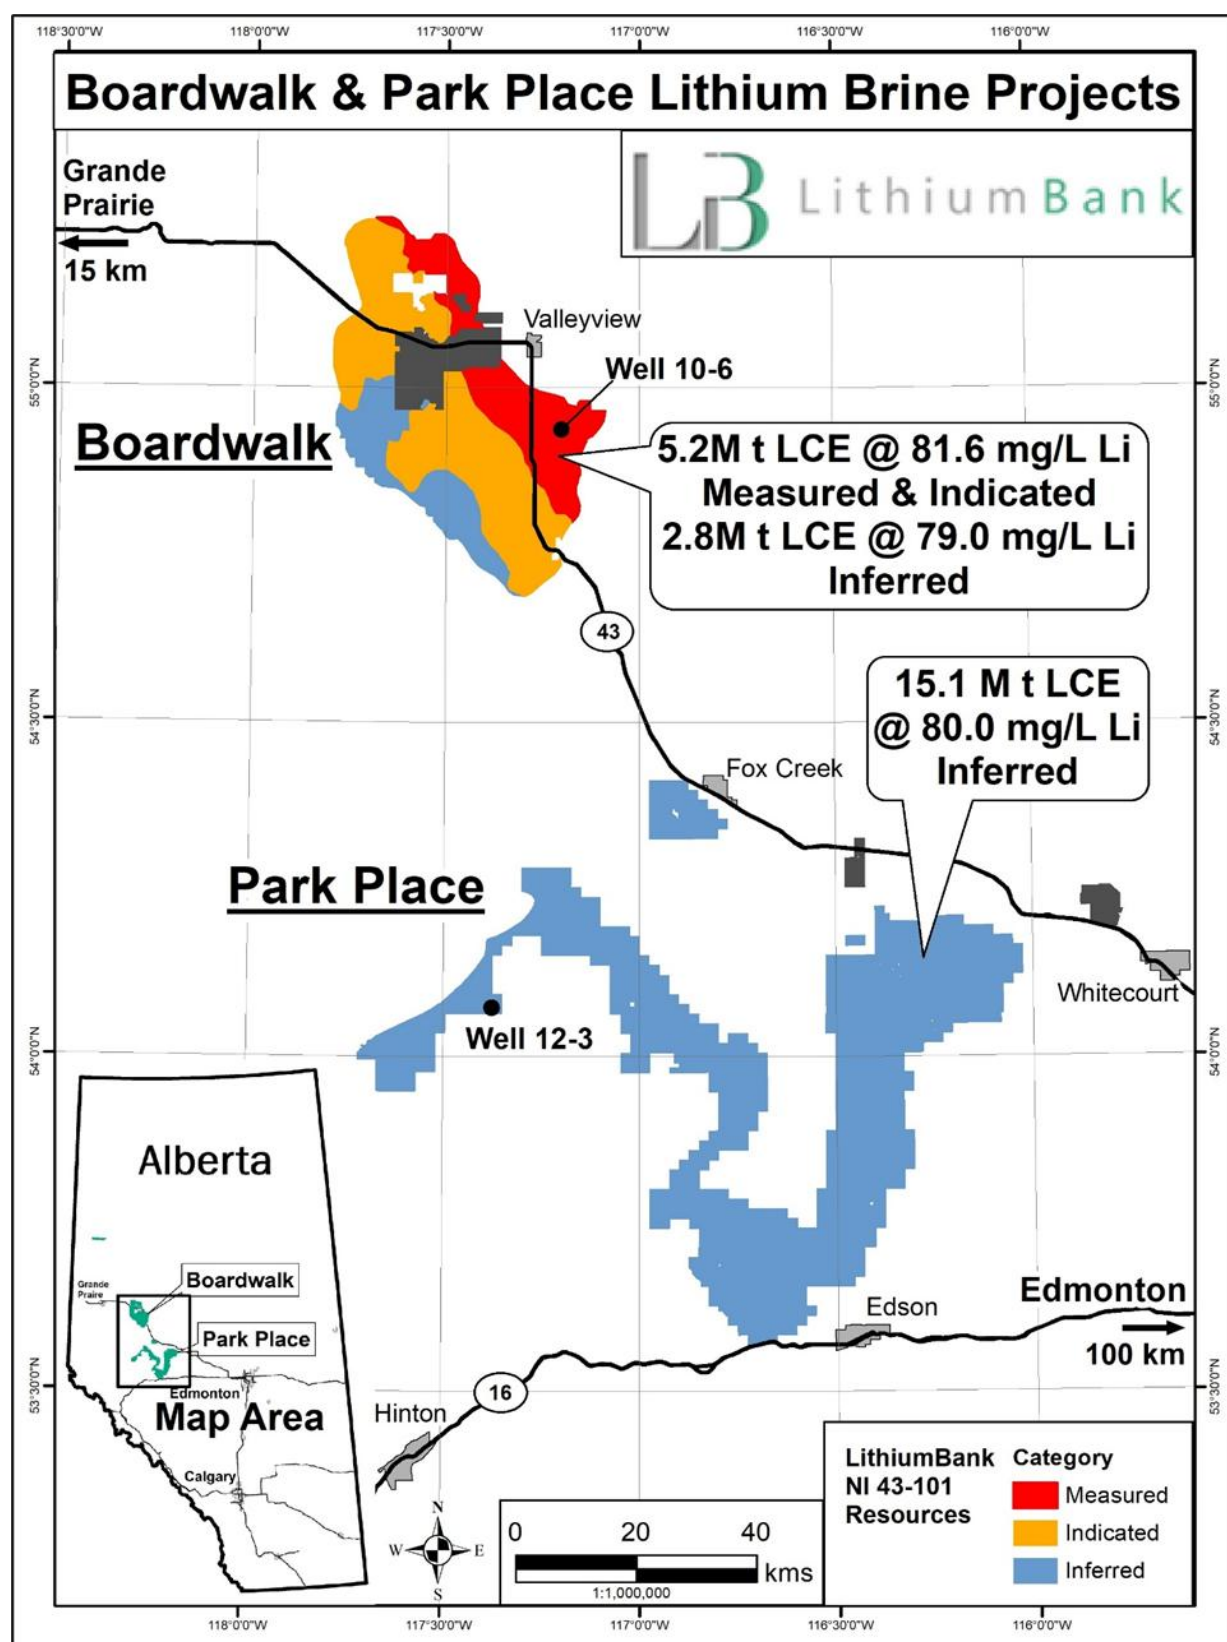 118°30'0"W 118°0'0"W 117°30'0"W 117°0'0"W 116°30'0"W 116°0'0"W
Boardwalk & Park Place Lithium Brine Projects
LB LithiumBank
Grande
Prairie
15 km
Valleyview
Well 10-6
55°0'0"N
55°0'0"N
Boardwalk
5.2M t LCE @ 81.6 mg/L Li
Measured & Indicated
2.8M t LCE @ 79.0 mg/L Li
Inferred
43
15.1 M t LCE
@ 80.0 mg/L Li
Inferred
54°30'0"N
54°30'0"N
Fox Creek
Park Place
Whitecourt
Well 12-3
54°0'0"N
54°0'0"N
Alberta
Grande
Praire
Boardwalk
Park Place
Edmonton
Map Area
Calgary
Edson
Edmonton
100 km
53°30'0"N
53°30'0"N
16
Hinton
N
W E
S
0 20 40
kms
1:1,000,000
LithiumBank
NI 43-101
Resources
Category
Measured
Indicated
Inferred
118°0'0"W 117°30'0"W 117°0'0"W 116°30'0"W 116°0'0"W